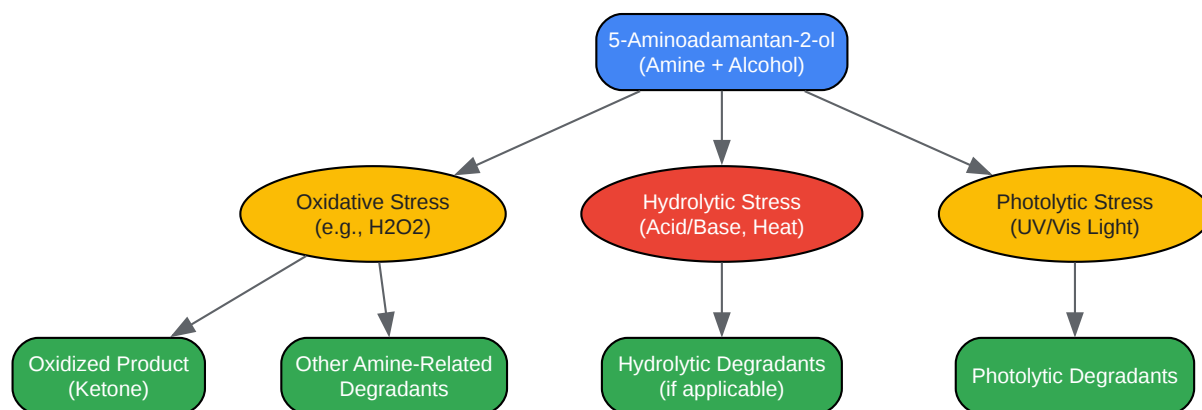 5-Aminoadamantan-2-ol
(Amine + Alcohol)
Oxidative Stress
(e.g., H2O2)
Hydrolytic Stress
(Acid/Base, Heat)
Photolytic Stress
(UV/Vis Light)
Oxidized Product
(Ketone)
Other Amine-Related
Degradants
Hydrolytic Degradants
(if applicable)
Photolytic Degradants